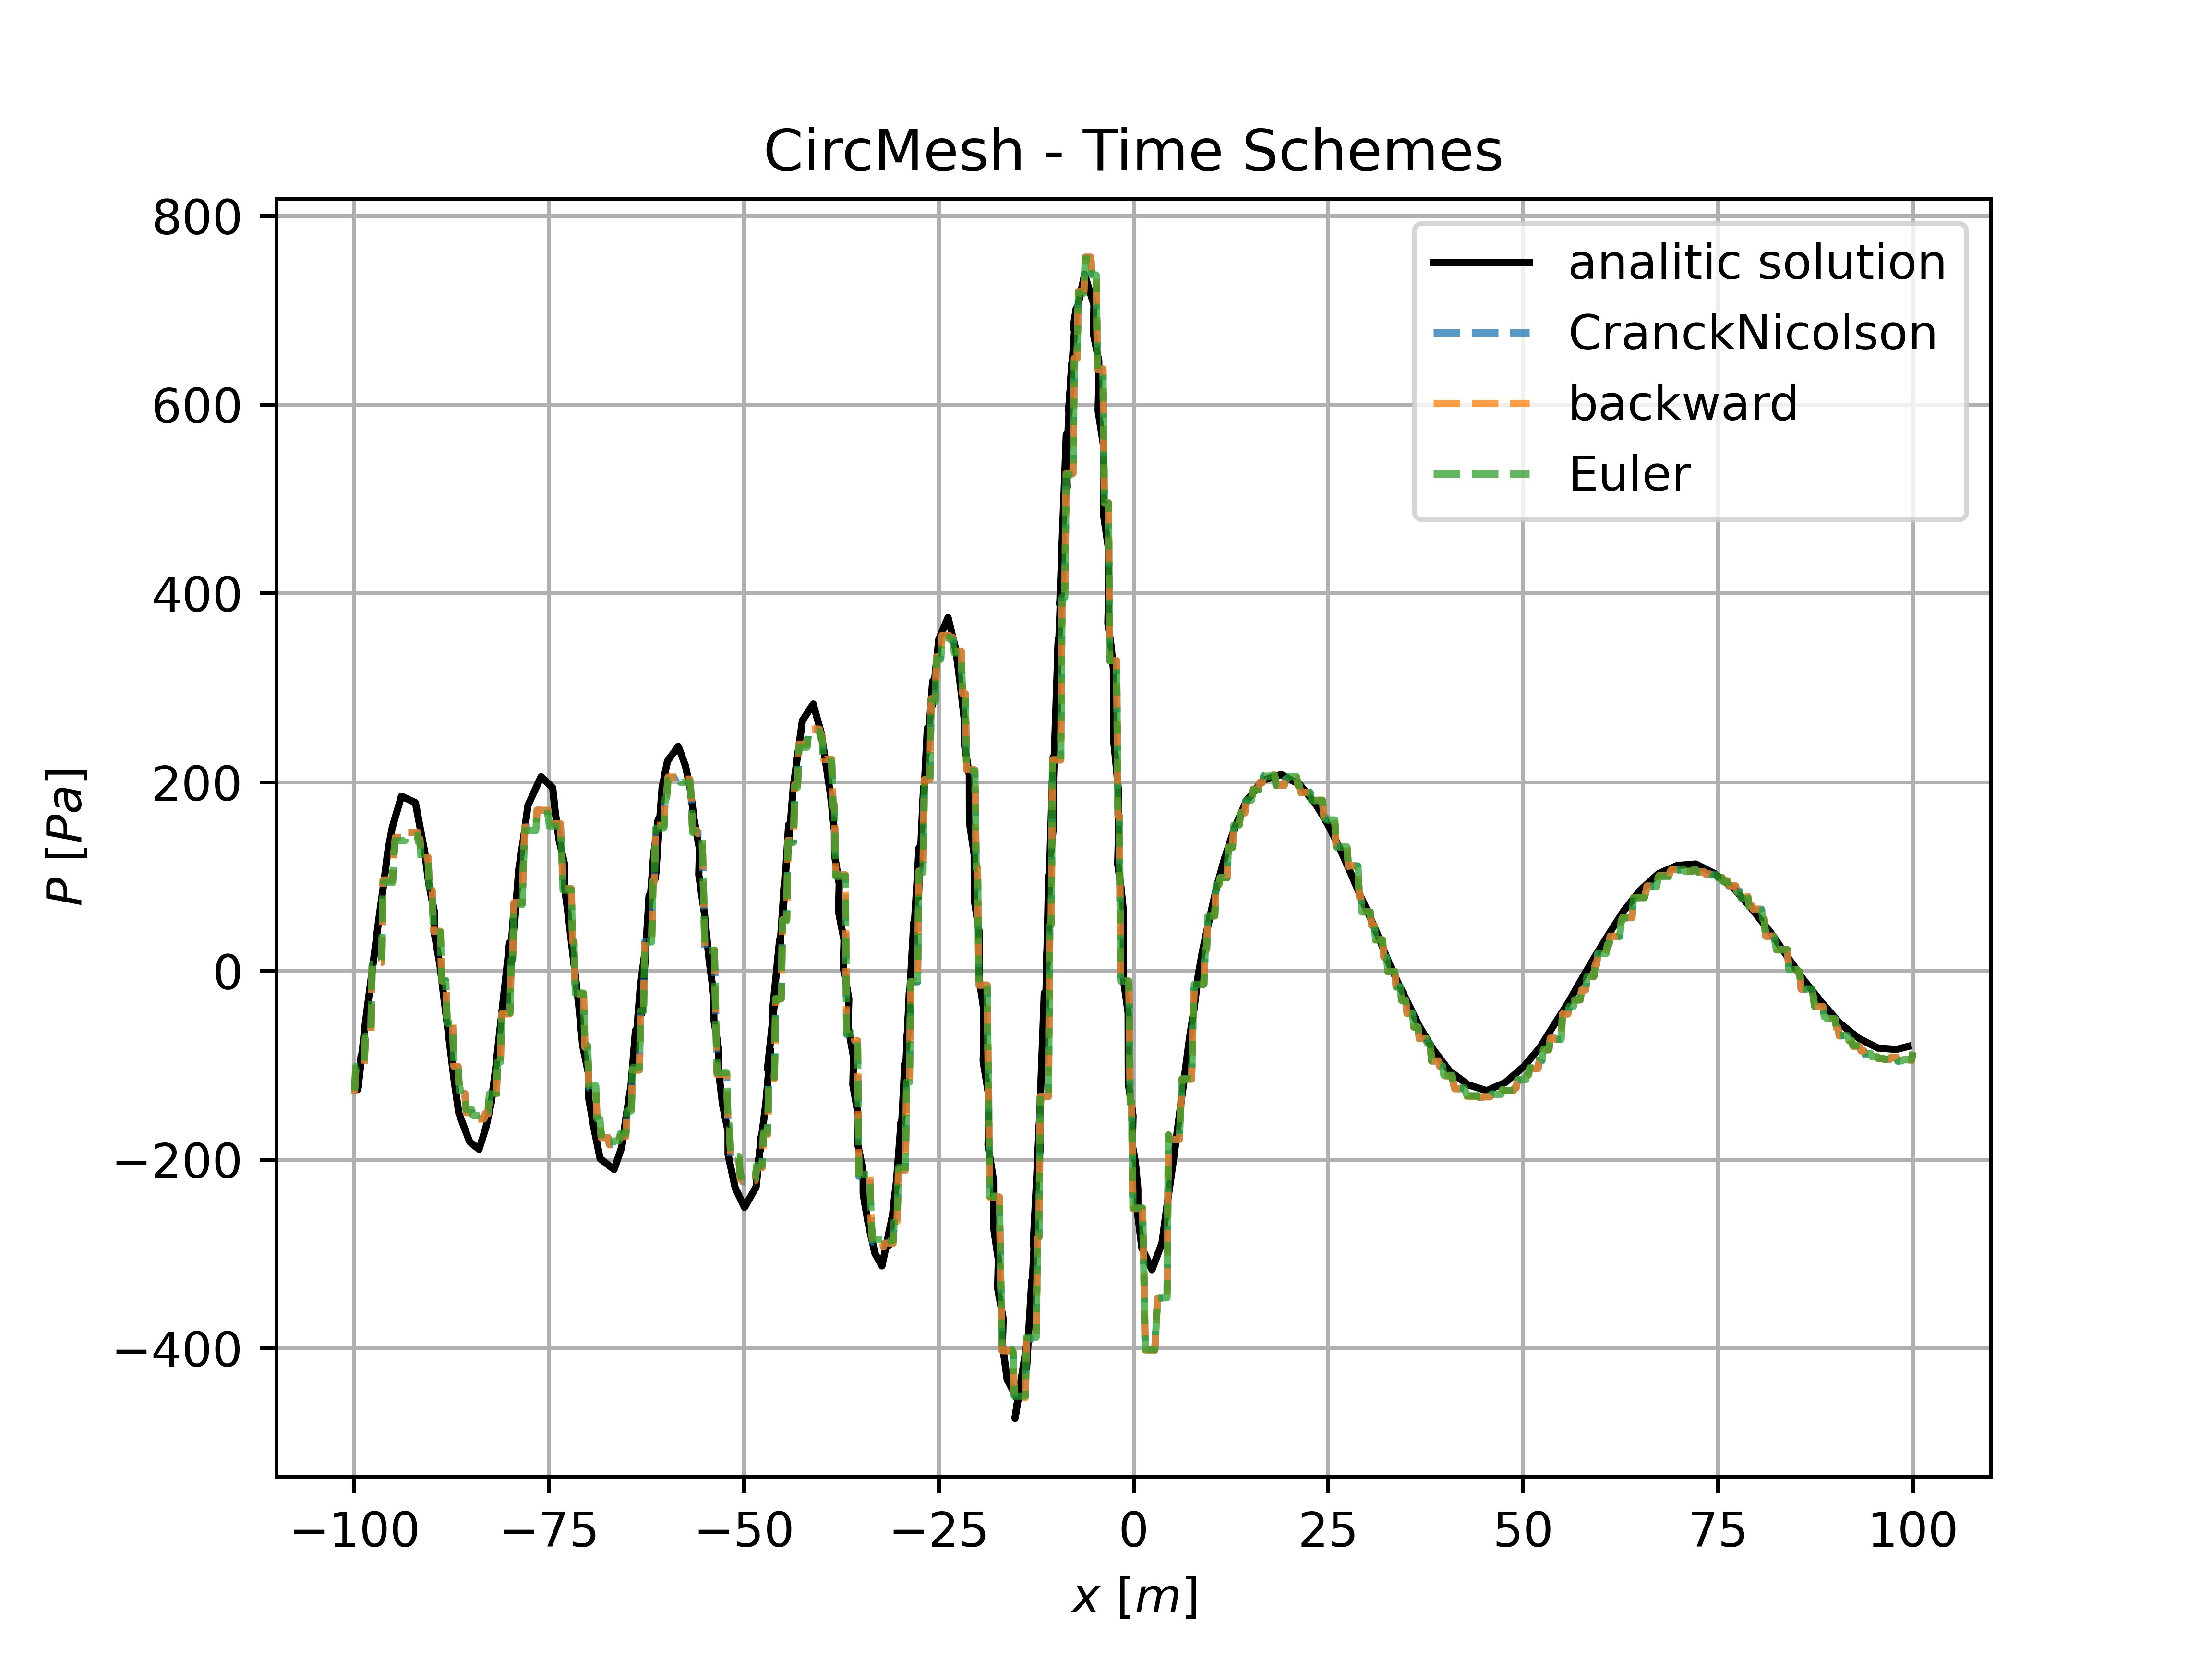 CircMesh - Time Schemes
800
600
400
200
0
−200
−400
P [Pa]
analitic solution
CranckNicolson
backward
Euler
−100 −75 −50 −25 0 25 50 75 100
x [m]